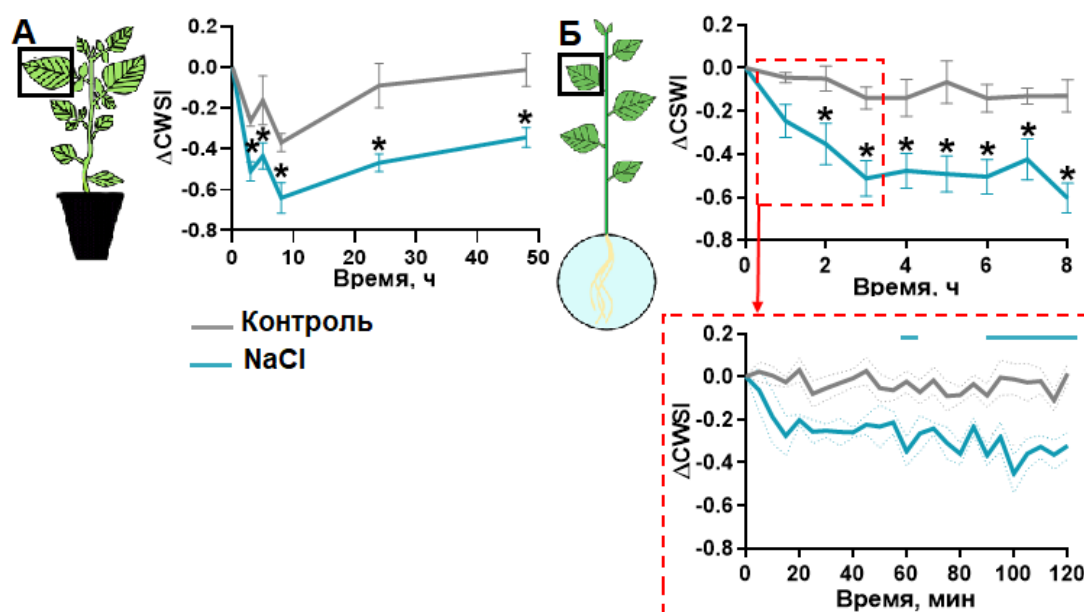 А
ΔCWSI
0.2
0.0
-0.2
-0.4
-0.6
-0.8
* * * * *
0 10 20 30 40 50
Время, ч
Контроль
NaCl
Б
ΔCSWI
0.2
0.0
-0.2
-0.4
-0.6
-0.8
* * * * * * *
0 2 4 6 8
Время, ч
ΔCWSI
0.2
0.0
-0.2
-0.4
-0.6
-0.8
0 20 40 60 80 100 120
Время, мин